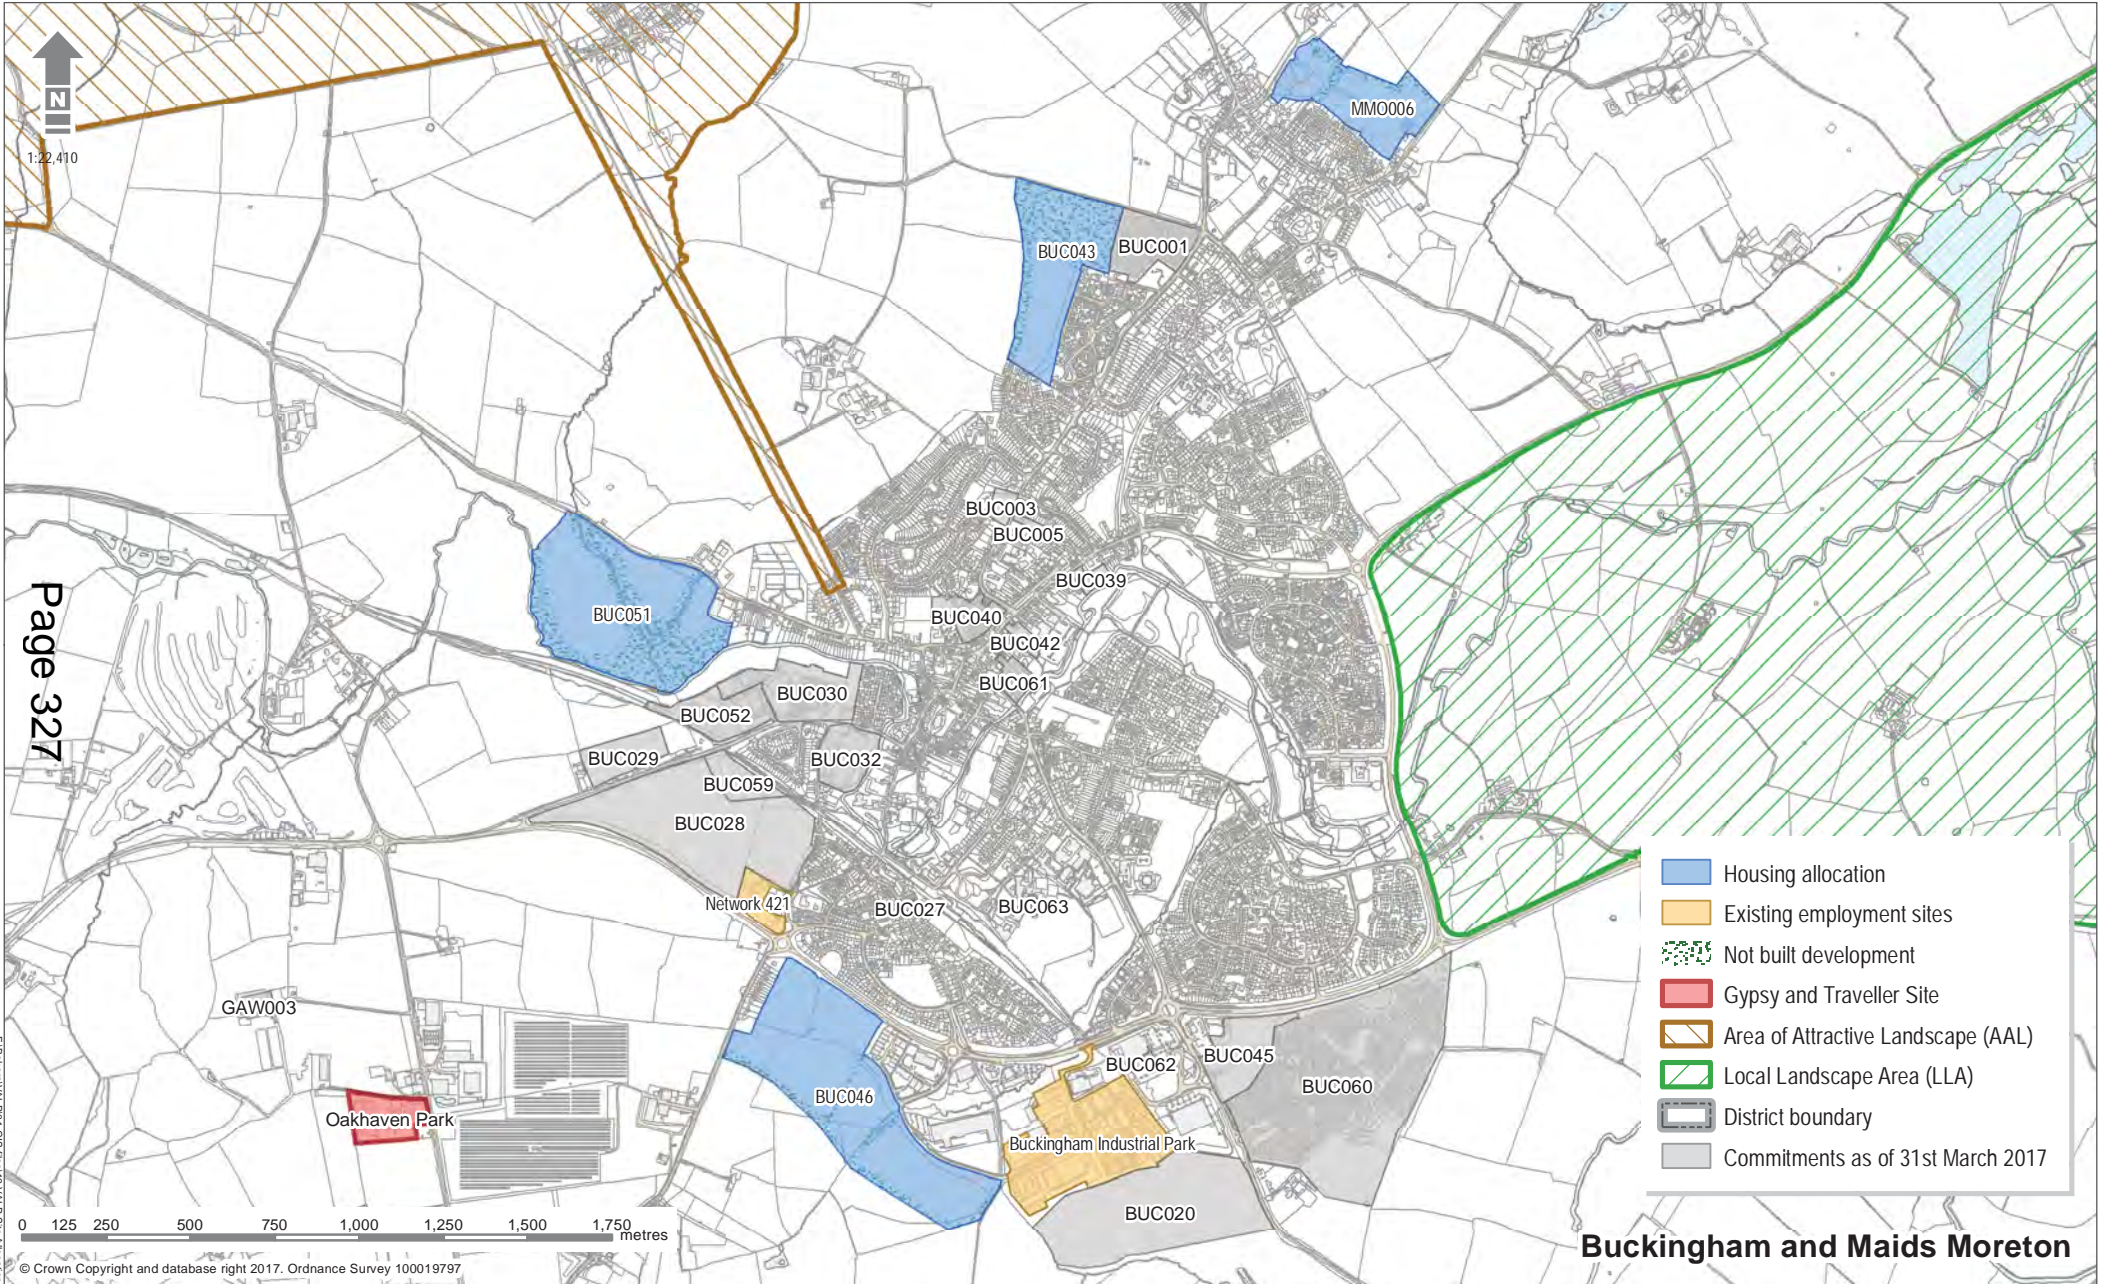 N
1:22,410
MMO006
BUC043
BUC001
BUC003
BUC005
BUC039
BUC051
BUC040
BUC042
BUC061
BUC030
BUC052
BUC029
BUC032
BUC059
BUC028
Network 421
BUC027
BUC063
GAW003
BUC045
BUC062
BUC060
BUC046
Oakhaven Park
Buckingham Industrial Park
BUC020
Page 327
Housing allocation
Existing employment sites
Not built development
Gypsy and Traveller Site
Area of Attractive Landscape (AAL)
Local Landscape Area (LLA)
District boundary
Commitments as of 31st March 2017
0 125 250 500 750 1,000 1,250 1,500 1,750
metres
© Crown Copyright and database right 2017. Ordnance Survey 100019797
Buckingham and Maids Moreton